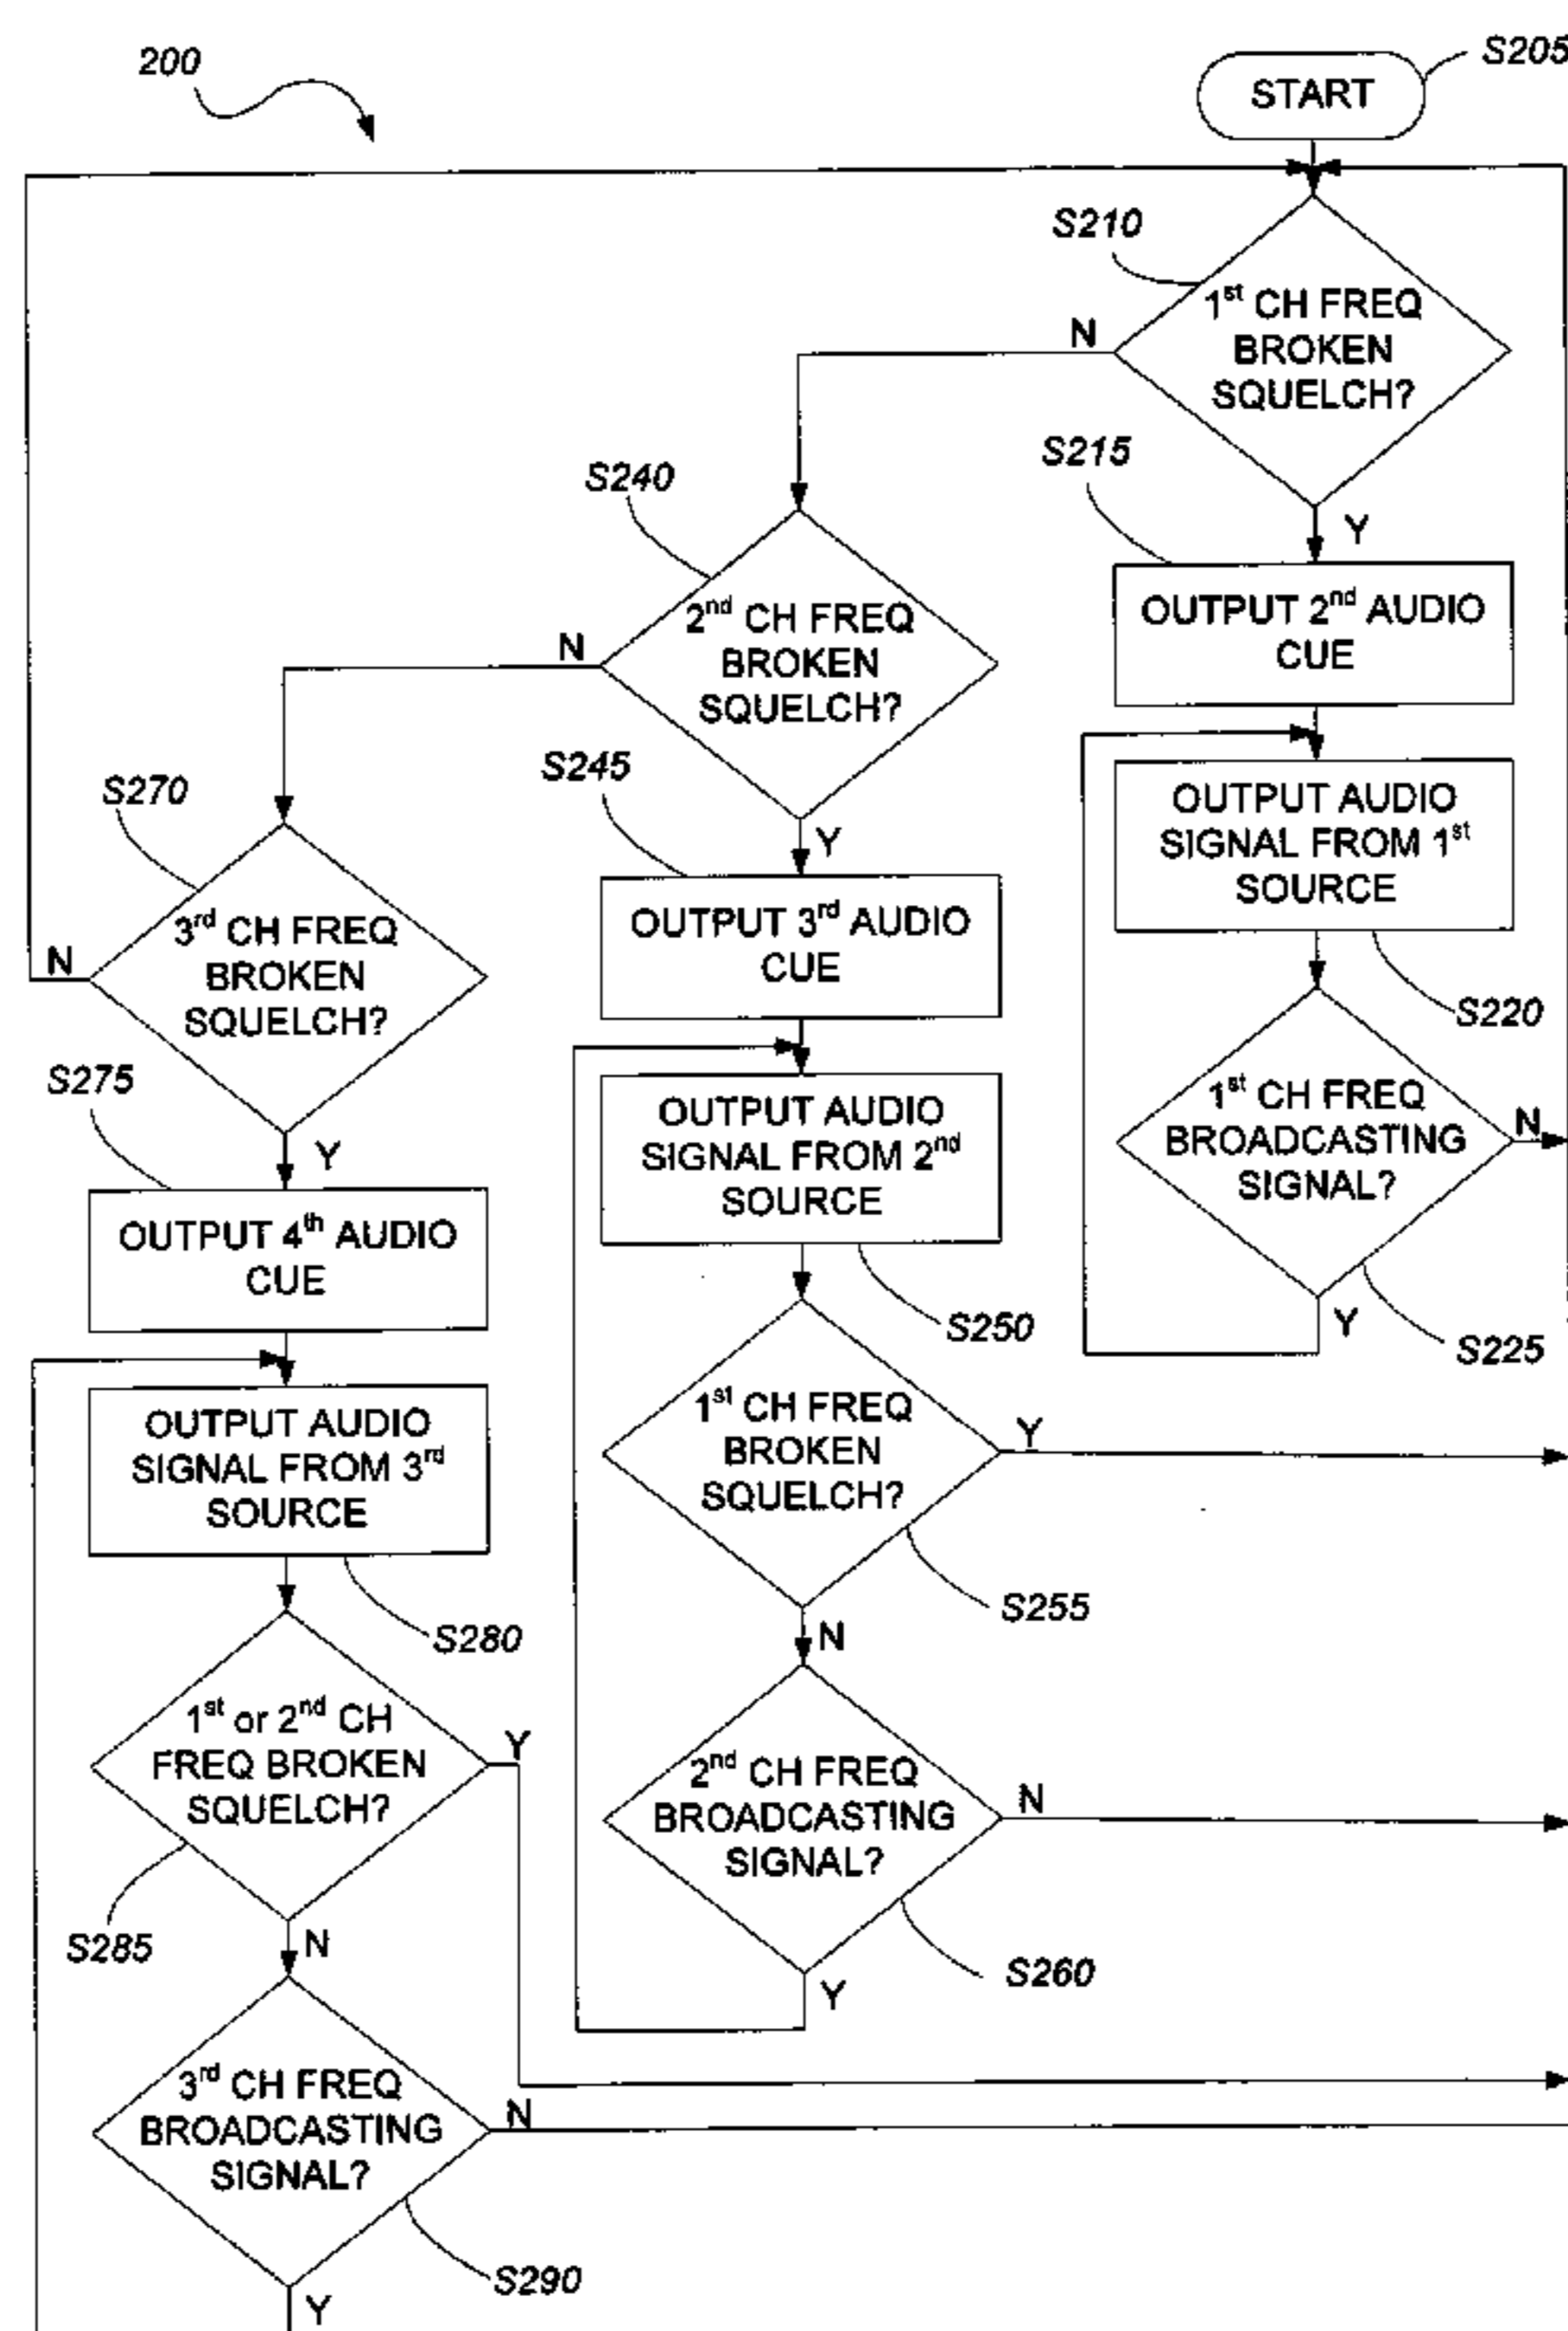 200
START
S205
S210
1st CH FREQ
BROKEN
SQUELCH?
N
Y
S215
OUTPUT 2nd AUDIO
CUE
OUTPUT AUDIO
SIGNAL FROM 1st
SOURCE
S220
1st CH FREQ
BROADCASTING
SIGNAL?
N
Y
S225
S240
2nd CH FREQ
BROKEN
SQUELCH?
N
Y
S245
OUTPUT 3rd AUDIO
CUE
OUTPUT AUDIO
SIGNAL FROM 2nd
SOURCE
S250
1st CH FREQ
BROKEN
SQUELCH?
Y
S255
N
2nd CH FREQ
BROADCASTING
SIGNAL?
N
S260
Y
S270
3rd CH FREQ
BROKEN
SQUELCH?
N
Y
S275
OUTPUT 4th AUDIO
CUE
OUTPUT AUDIO
SIGNAL FROM 3rd
SOURCE
S280
1st or 2nd CH
FREQ BROKEN
SQUELCH?
Y
S285
N
3rd CH FREQ
BROADCASTING
SIGNAL?
N
S290
Y